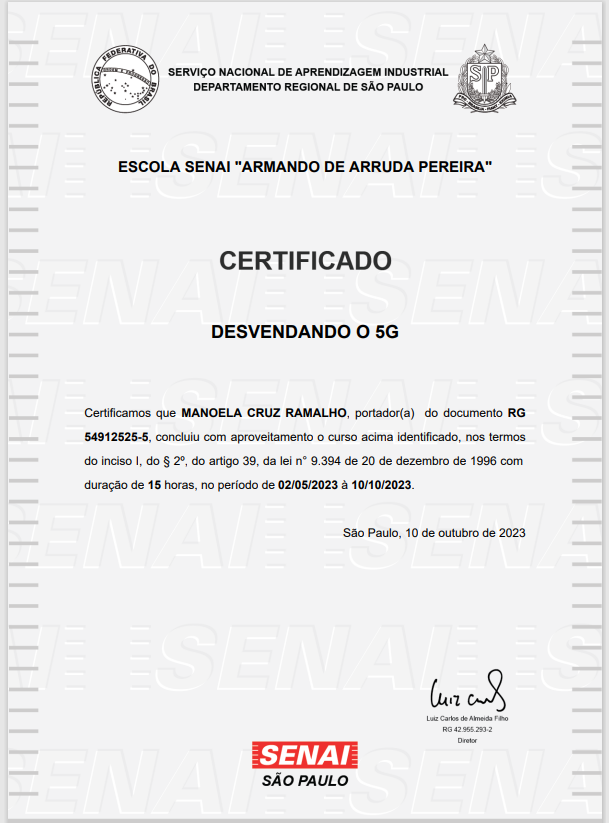 REPÚBLICA FEDERATIVA DO BRASIL
SERVIÇO NACIONAL DE APRENDIZAGEM INDUSTRIAL
DEPARTAMENTO REGIONAL DE SÃO PAULO
SP
ESCOLA SENAI "ARMANDO DE ARRUDA PEREIRA"
CERTIFICADO
DESVENDANDO O 5G
Certificamos que MANOELA CRUZ RAMALHO, portador(a) do documento RG
54912525-5, concluiu com aproveitamento o curso acima identificado, nos termos
do inciso I, do § 2º, do artigo 39, da lei n° 9.394 de 20 de dezembro de 1996 com
duração de 15 horas, no período de 02/05/2023 à 10/10/2023.
São Paulo, 10 de outubro de 2023
Luiz Carlos de Almeida Filho
RG 42.955.293-2
Diretor
SENAI
SÃO PAULO